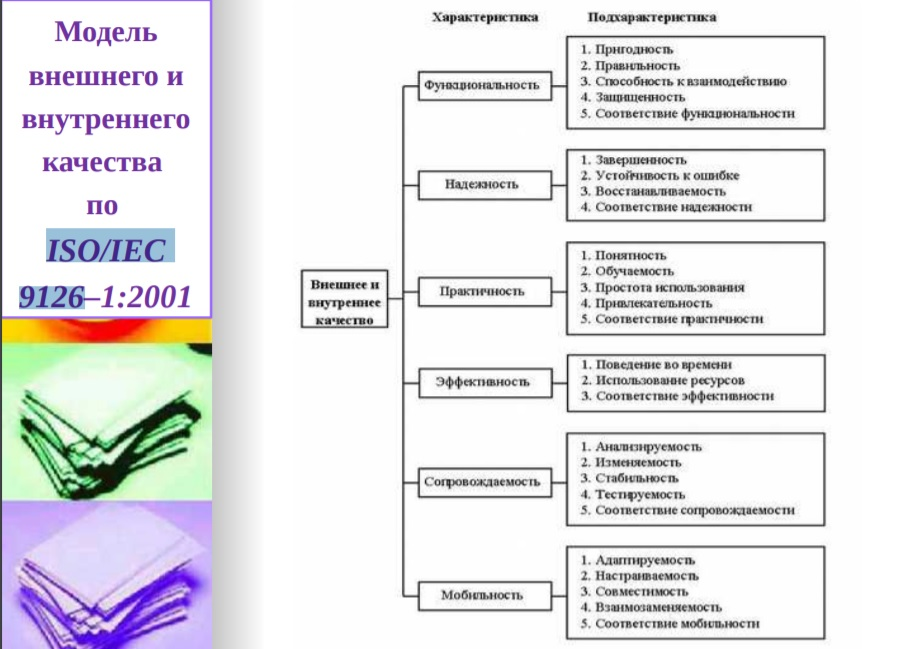 Модель
внешнего и
внутреннего
качества
по
ISO/IEC
9126–1:2001
Характеристика
Подхарактеристика
Внешнее и
внутреннее
качество
Функциональность
1. Пригодность
2. Правильность
3. Способность к взаимодействию
4. Защищенность
5. Соответствие функциональности
Надежность
1. Завершенность
2. Устойчивость к ошибке
3. Восстанавливаемость
4. Соответствие надежности
Практичность
1. Понятность
2. Обучаемость
3. Простота использования
4. Привлекательность
5. Соответствие практичности
Эффективность
1. Поведение во времени
2. Использование ресурсов
3. Соответствие эффективности
Сопровождаемость
1. Анализируемость
2. Изменяемость
3. Стабильность
4. Тестируемость
5. Соответствие сопровождаемости
Мобильность
1. Адаптируемость
2. Настраиваемость
3. Совместимость
4. Взаимозаменяемость
5. Соответствие мобильности